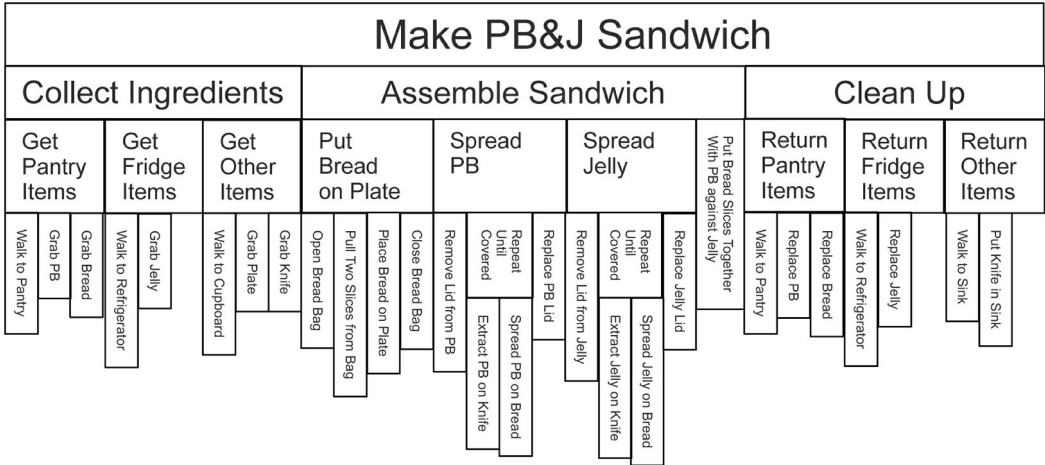 Make PB&J Sandwich
Collect Ingredients
Assemble Sandwich
Clean Up
Get
Pantry
Items
Get
Fridge
Items
Get
Other
Items
Put
Bread
on Plate
Spread
PB
Spread
Jelly
Put Bread Slices Together
With PB against Jelly
Return
Pantry
Items
Return
Fridge
Items
Return
Other
Items
Walk to Pantry
Grab PB
Grab Bread
Walk to Refrigerator
Grab Jelly
Walk to Cupboard
Grab Plate
Grab Knife
Open Bread Bag
Pull Two Slices from Bag
Place Bread on Plate
Close Bread Bag
Remove Lid from PB
Repeat
Until
Covered
Extract PB on Knife
Spread PB on Bread
Replace PB Lid
Remove Lid from Jelly
Repeat
Until
Covered
Extract Jelly on Knife
Spread Jelly on Bread
Replace Jelly Lid
Walk to Pantry
Replace PB
Replace Bread
Walk to Refrigerator
Replace Jelly
Walk to Sink
Put Knife in Sink